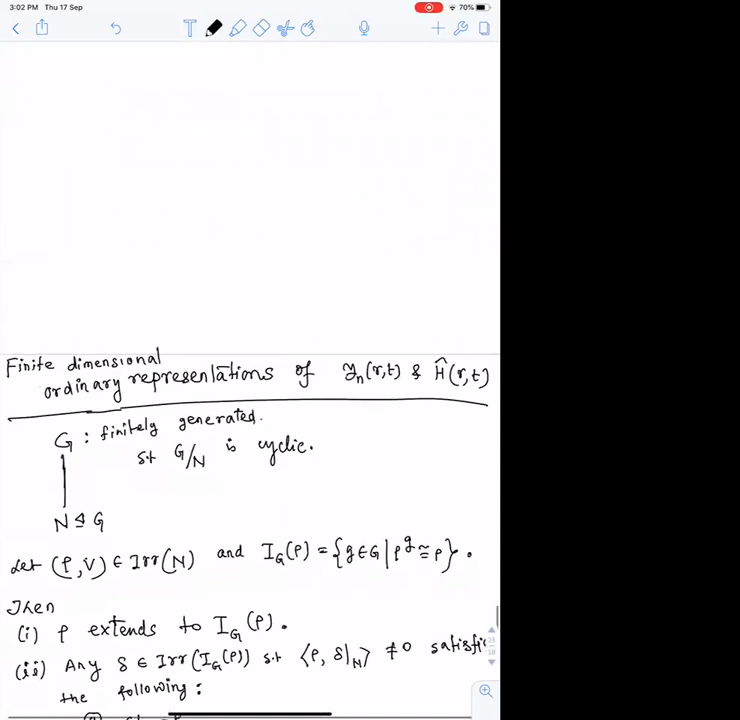 3:02 PM Thu 17 Sep 70%
T
Finite dimensional
ordinary representations of 𝒴n(r,t) & Ĥ(r,t)
G : finitely generated.
s.t G/N is cyclic.
N ⊴ G
Let (ρ,V) ∈ Irr(N) and I_G(ρ) = {g ∈ G | ρ^g ≅ ρ}.
Then
(i) ρ extends to I_G(ρ).
(ii) Any δ ∈ Irr(I_G(ρ)) s.t ⟨ρ, δ|_N⟩ ≠ 0 satisfi
the following: